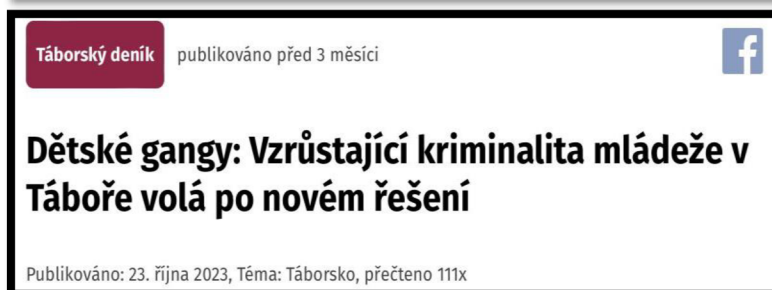 Táborský deník publikováno před 3 měsíci
Dětské gangy: Vzrůstající kriminalita mládeže v
Táboře volá po novém řešení
Publikováno: 23. října 2023, Téma: Táborsko, přečteno 111x